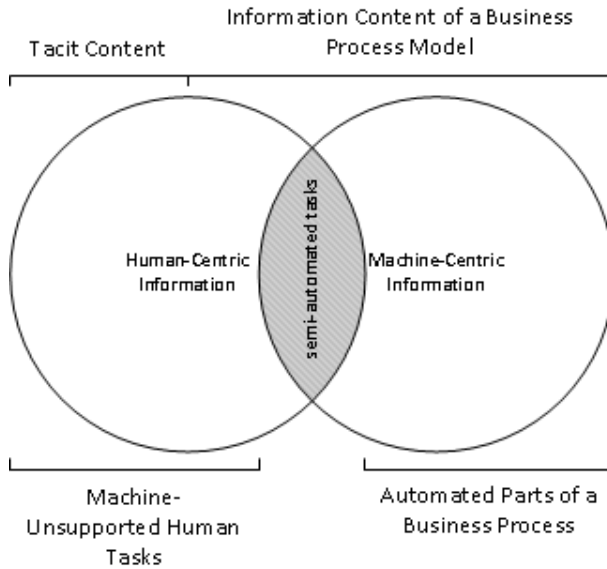 Information Content of a Business
Process Model
Tacit Content
Human-Centric
Information
semi-automated tasks
Machine-Centric
Information
Machine-
Unsupported Human
Tasks
Automated Parts of a
Business Process